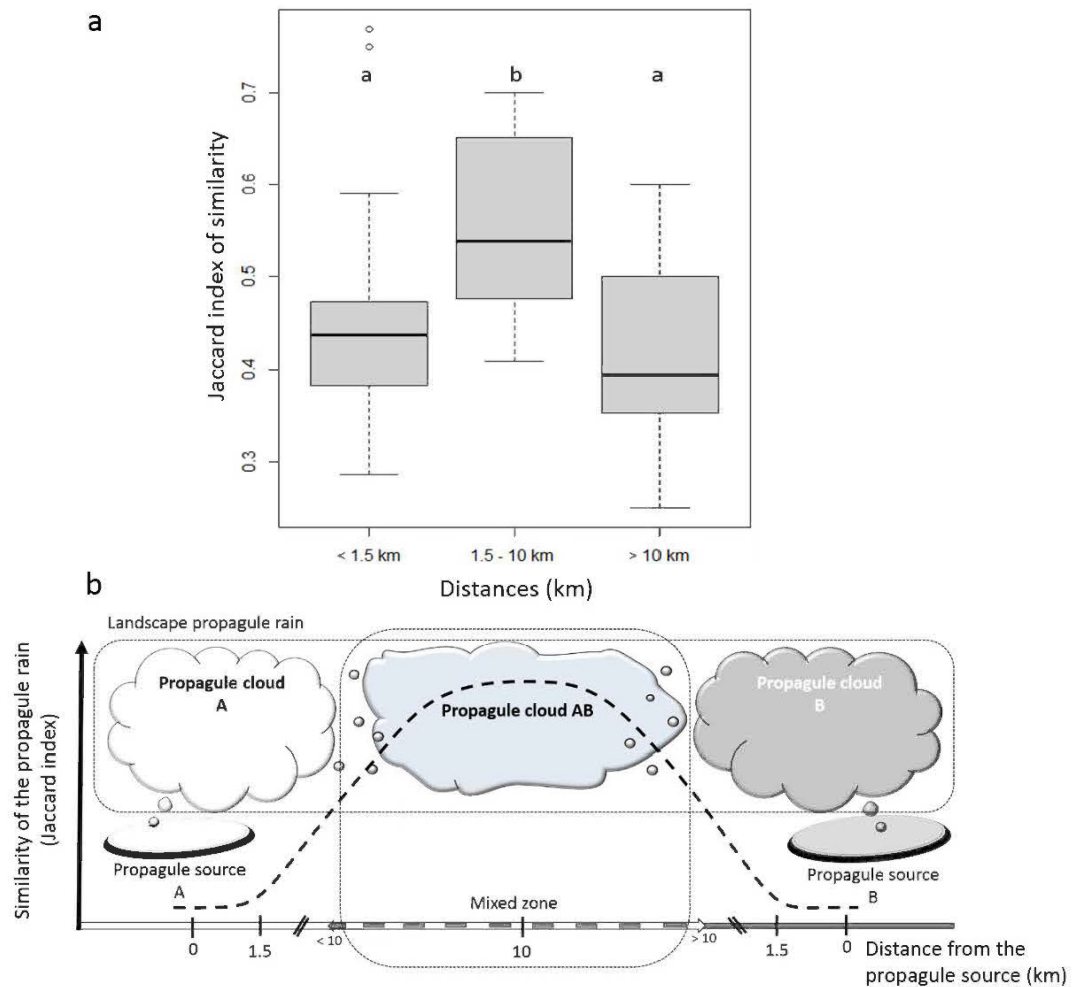 a
a
b
a
0.7
0.6
0.5
0.4
0.3
Jaccard index of similarity
< 1.5 km
1.5 - 10 km
> 10 km
Distances (km)
b
Landscape propagule rain
Propagule cloud
A
Propagule cloud AB
Propagule cloud
B
Similarity of the propagule rain
(Jaccard index)
Propagule source
A
Propagule source
B
Mixed zone
0
1.5
< 10
10
> 10
1.5
0
Distance from the
propagule source (km)